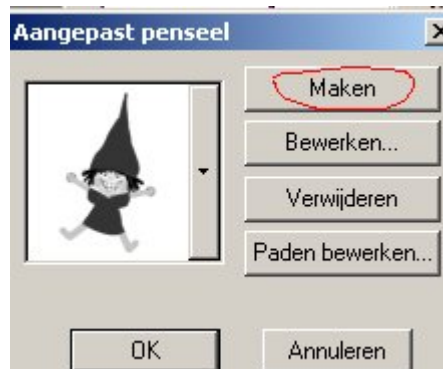 Aangepast penseel
Maken
Bewerken...
Verwijderen
Paden bewerken...
OK
Annuleren